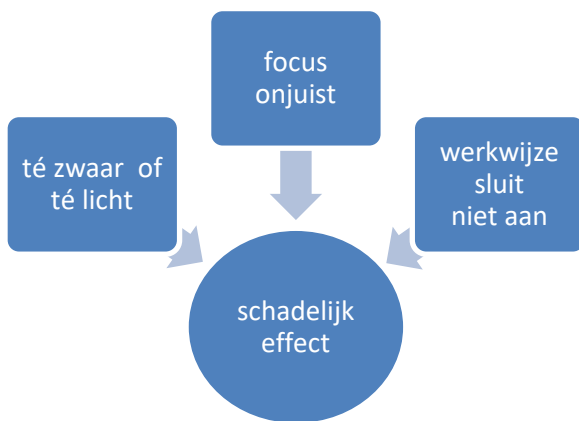 focus
onjuist
té zwaar of
té licht
werkwijze
sluit
niet aan
schadelijk
effect